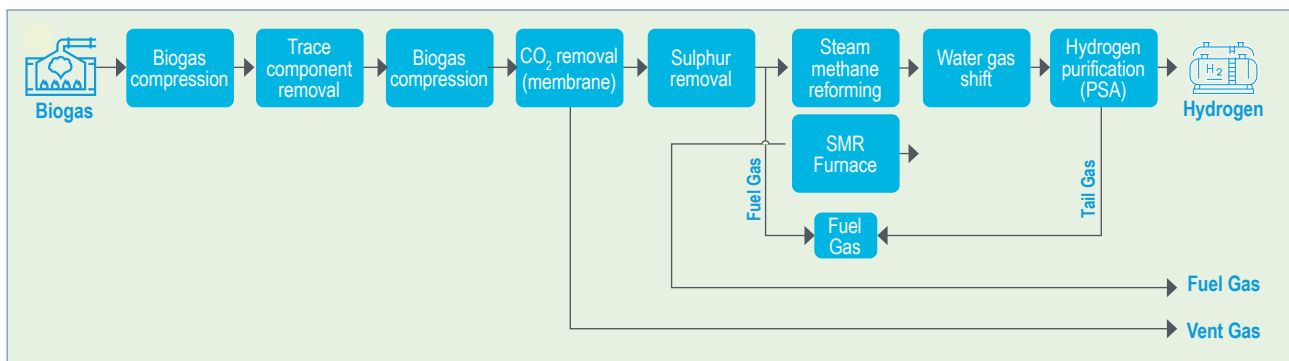 Biogas
Biogas
compression
Trace
component
removal
Biogas
compression
CO₂ removal
(membrane)
Sulphur
removal
Steam
methane
reforming
Water gas
shift
Hydrogen
purification
(PSA)
H₂
Hydrogen
SMR
Furnace
Fuel Gas
Tail Gas
Fuel
Gas
Fuel Gas
Vent Gas